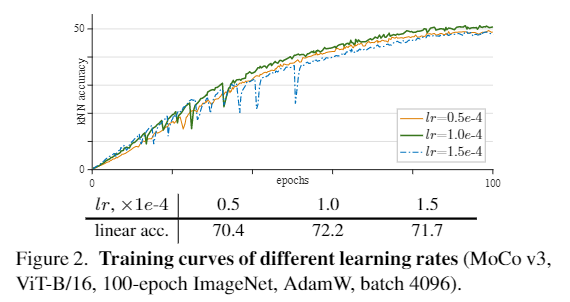 50
kNN accuracy
lr=0.5e-4
lr=1.0e-4
lr=1.5e-4
0
0 epochs 100
lr, ×1e-4 0.5 1.0 1.5
linear acc. 70.4 72.2 71.7
Figure 2. Training curves of different learning rates (MoCo v3,
ViT-B/16, 100-epoch ImageNet, AdamW, batch 4096).